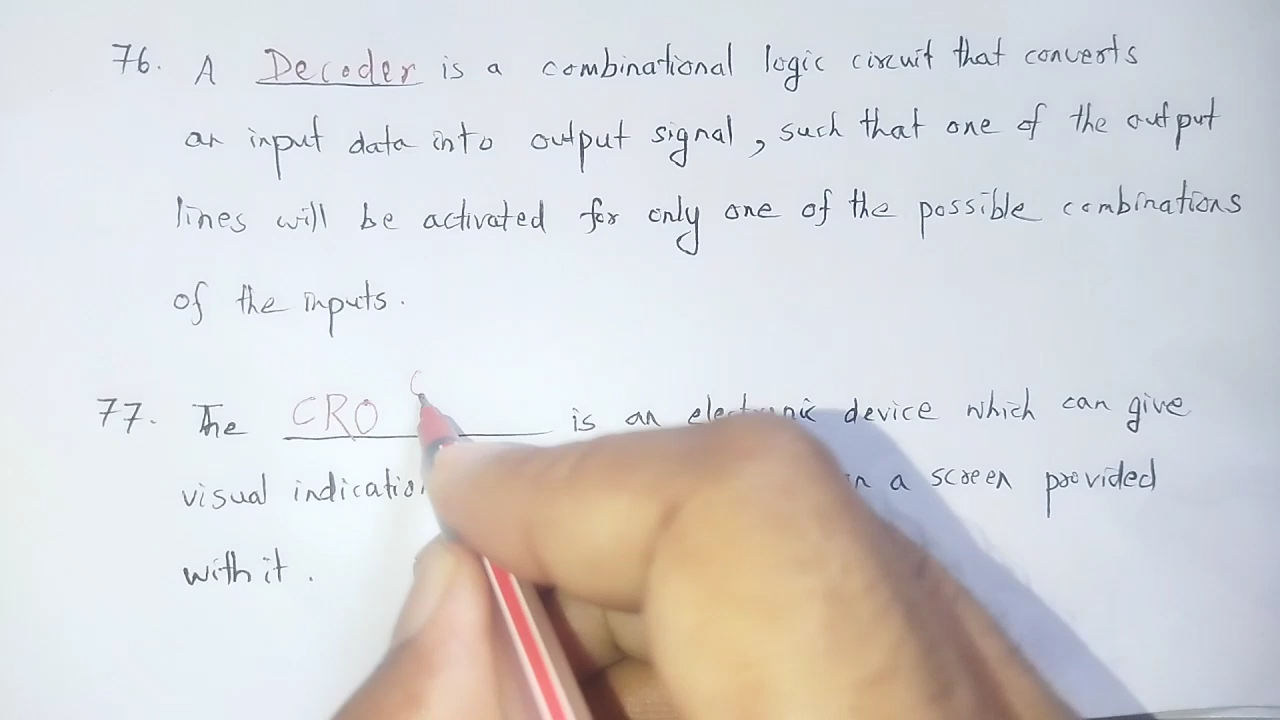 76. A Decoder is a combinational logic circuit that converts
an input data into output signal, such that one of the output
lines will be activated for only one of the possible combinations
of the inputs.
77. The CRO is an electronic device which can give
visual a screen provided
with it.